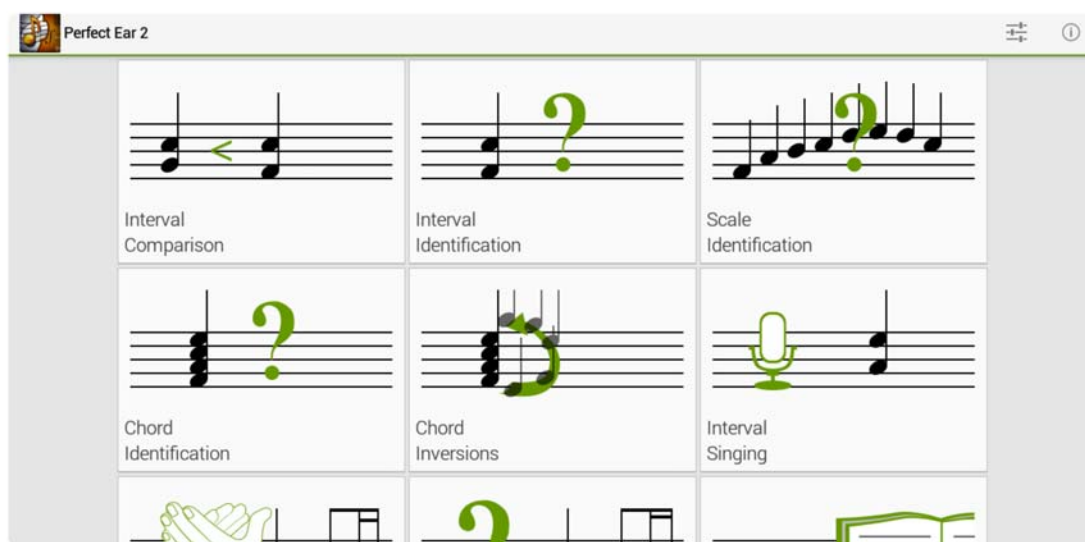 Perfect Ear 2
Interval
Comparison
Interval
Identification
Scale
Identification
Chord
Identification
Chord
Inversions
Interval
Singing